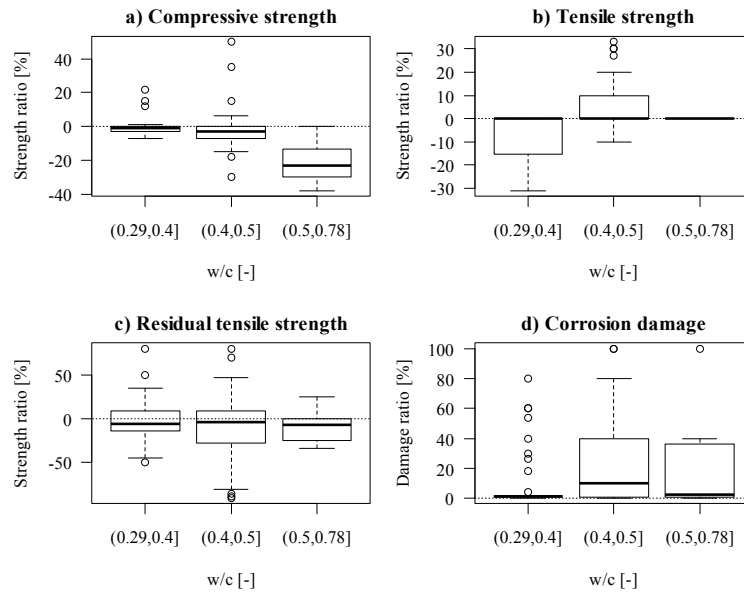 a) Compressive strength
Strength ratio [%]
40
20
0
-20
-40
(0.29,0.4]
(0.4,0.5]
(0.5,0.78]
w/c [-]
b) Tensile strength
Strength ratio [%]
30
20
10
0
-10
-20
-30
(0.29,0.4]
(0.4,0.5]
(0.5,0.78]
w/c [-]
c) Residual tensile strength
Strength ratio [%]
50
0
-50
(0.29,0.4]
(0.4,0.5]
(0.5,0.78]
w/c [-]
d) Corrosion damage
Damage ratio [%]
100
80
60
40
20
0
(0.29,0.4]
(0.4,0.5]
(0.5,0.78]
w/c [-]